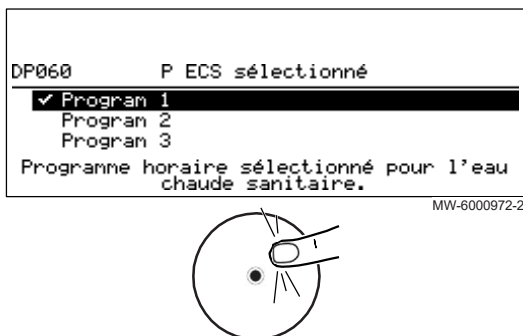 DP060 P ECS sélectionné
✓ Program 1
Program 2
Program 3
Programme horaire sélectionné pour l'eau
chaude sanitaire.
MW-6000972-2